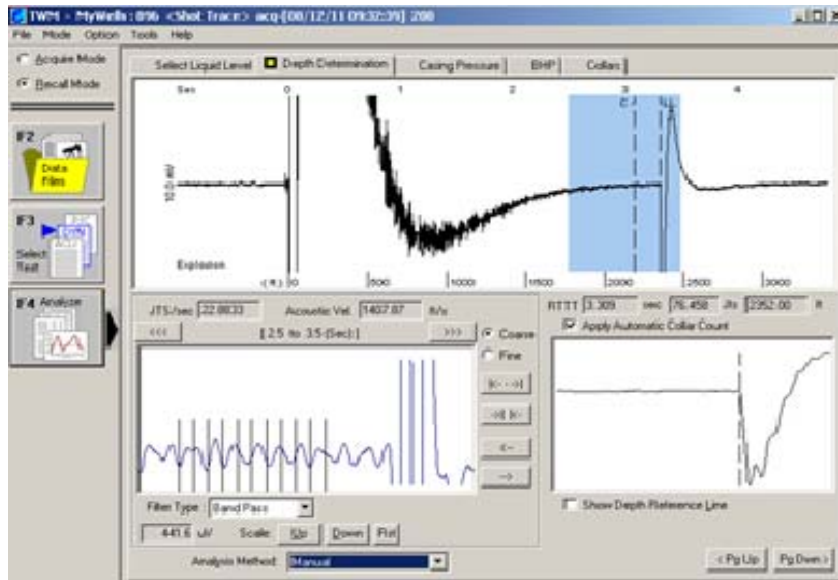 TWM - MyWells : 896 <Shot Trace> acq-[08/12/11 09:32:39] 208
File Mode Option Tools Help
Acquire Mode
Recall Mode
Select Liquid Level Depth Determination Casing Pressure BHP Collars
Sec 0 1 2 3 4
10.0 mV
Explosion
0 500 1000 1500 2000 2500 3000
F2
Data Files
F3
Select Test
F4 Analyze
JTS/sec Acoustic Vel. 1407.87 ft/s
<<< [ 2.5 to 3.5 (Sec) ] >>>
Coarse
Fine
RTTT 3.309 sec 76.458 Jts 2352.00 ft
Apply Automatic Collar Count
Filter Type : Band Pass
441.6 uV Scale: Up Down Flat
Analysis Method: Manual
Show Depth Reference Line
< Pg Up Pg Dwn >